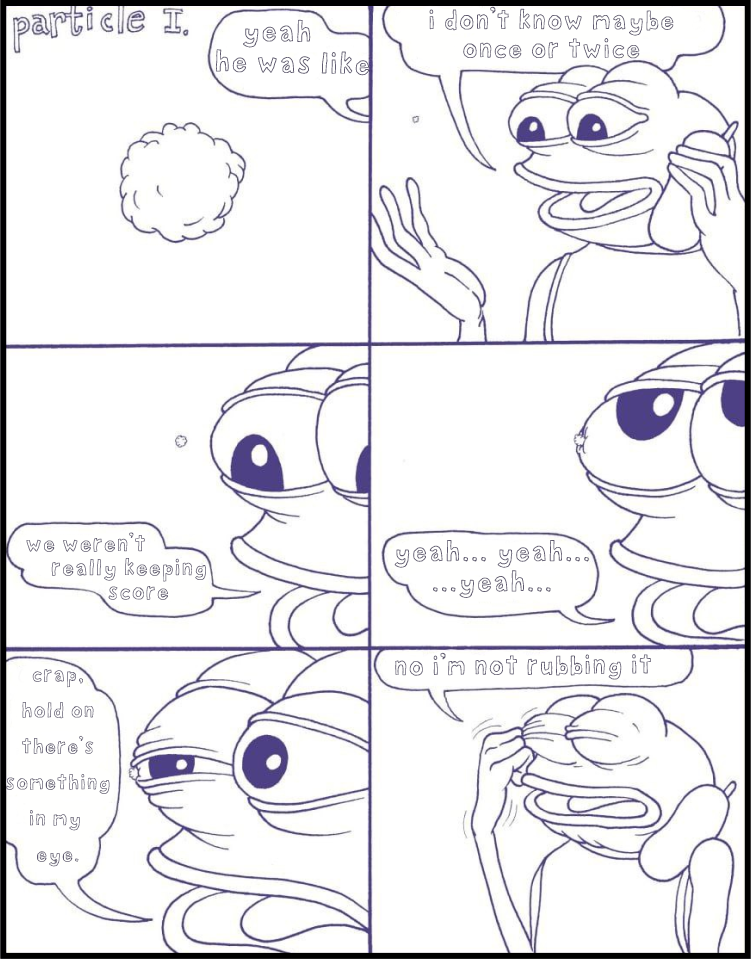 particle I.
yeah
he was like
i don't know maybe
once or twice
we weren't
really keeping
score
yeah... yeah...
...yeah...
crap,
hold on
there's
something
in my
eye.
no i'm not rubbing it